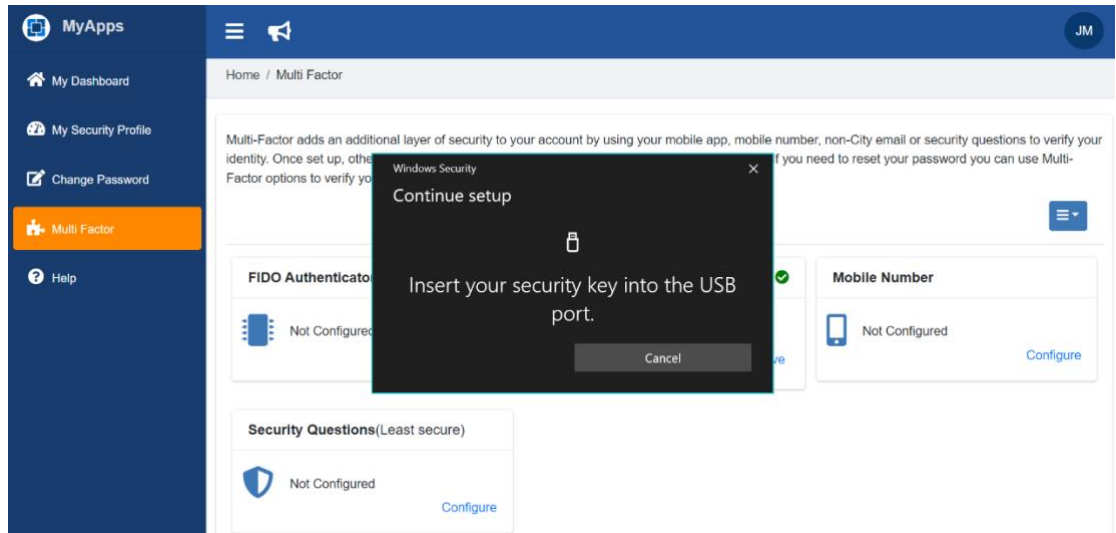 MyApps
JM
My Dashboard
Home / Multi Factor
My Security Profile
Multi-Factor adds an additional layer of security to your account by using your mobile app, mobile number, non-City email or security questions to verify your
identity. Once set up, othe
f you need to reset your password you can use Multi-
Factor options to verify yo
Windows Security
Continue setup
Insert your security key into the USB
port.
Cancel
Change Password
Multi Factor
Help
FIDO Authenticato
Not Configured
ve
Mobile Number
Not Configured
Configure
Security Questions(Least secure)
Not Configured
Configure